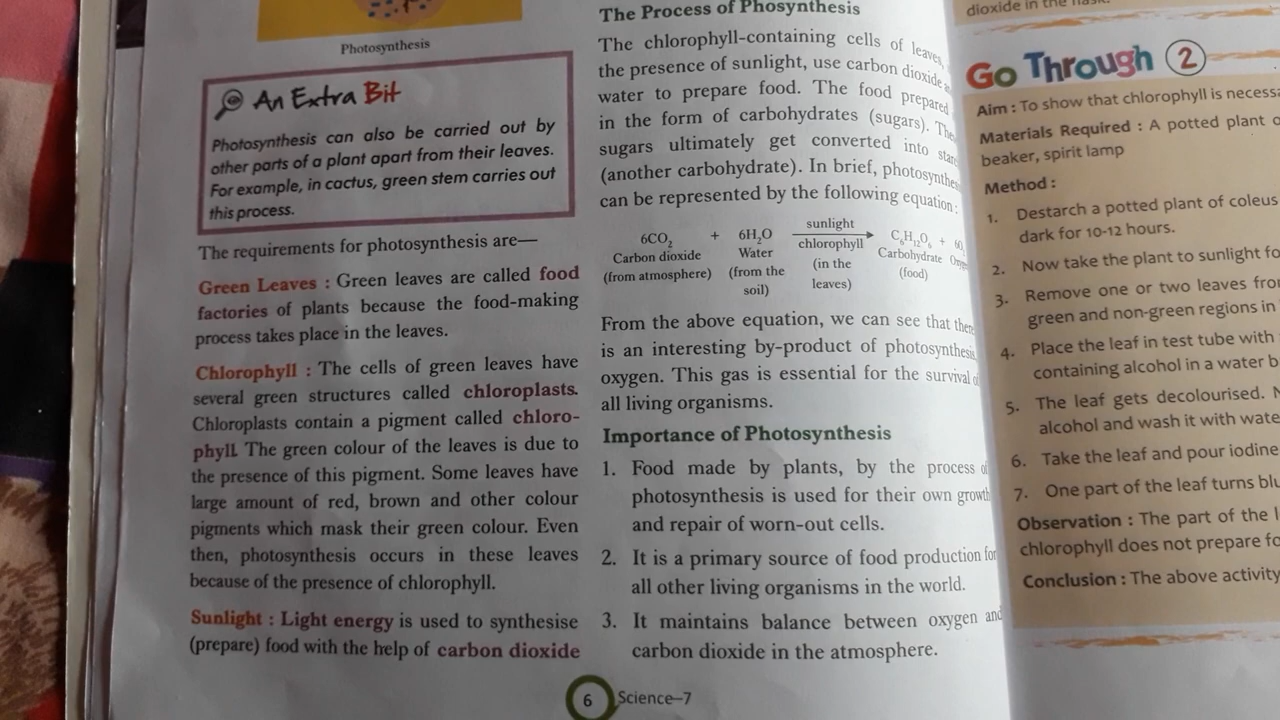 Photosynthesis
An Extra Bit
Photosynthesis can also be carried out by
other parts of a plant apart from their leaves.
For example, in cactus, green stem carries out
this process.
The requirements for photosynthesis are—
Green Leaves : Green leaves are called food
factories of plants because the food-making
process takes place in the leaves.
Chlorophyll : The cells of green leaves have
several green structures called chloroplasts.
Chloroplasts contain a pigment called chloro-
phyll. The green colour of the leaves is due to
the presence of this pigment. Some leaves have
large amount of red, brown and other colour
pigments which mask their green colour. Even
then, photosynthesis occurs in these leaves
because of the presence of chlorophyll.
Sunlight : Light energy is used to synthesise
(prepare) food with the help of carbon dioxide
The Process of Phosynthesis
The chlorophyll-containing cells of leaves,
the presence of sunlight, use carbon dioxide
water to prepare food. The food prepared
in the form of carbohydrates (sugars).
sugars ultimately get converted into
(another carbohydrate). In brief,
can be represented by the following equation :
6CO₂ + 6H₂O sunlight C₆H₁₂O₆ +
Carbon dioxide Water chlorophyll Carbohydrate
(from atmosphere) (from the (in the (food)
soil) leaves)
From the above equation, we can see that
is an interesting by-product of photosynthesis
oxygen. This gas is essential for the survival
all living organisms.
Importance of Photosynthesis
1. Food made by plants, by the process of
photosynthesis is used for their own growth
and repair of worn-out cells.
2. It is a primary source of food production for
all other living organisms in the world.
3. It maintains balance between oxygen and
carbon dioxide in the atmosphere.
6 Science–7
dioxide in the flask.
Go Through 2
Aim : To show that chlorophyll is
Materials Required : A potted plant
beaker, spirit lamp
Method :
1. Destarch a potted plant of coleus
dark for 10-12 hours.
2. Now take the plant to sunlight
3. Remove one or two leaves
green and non-green regions in
4. Place the leaf in test tube with
containing alcohol in a water
5. The leaf gets decolourised.
alcohol and wash it with
6. Take the leaf and pour iodine
7. One part of the leaf turns
Observation : The part of the
chlorophyll does not prepare
Conclusion : The above activity